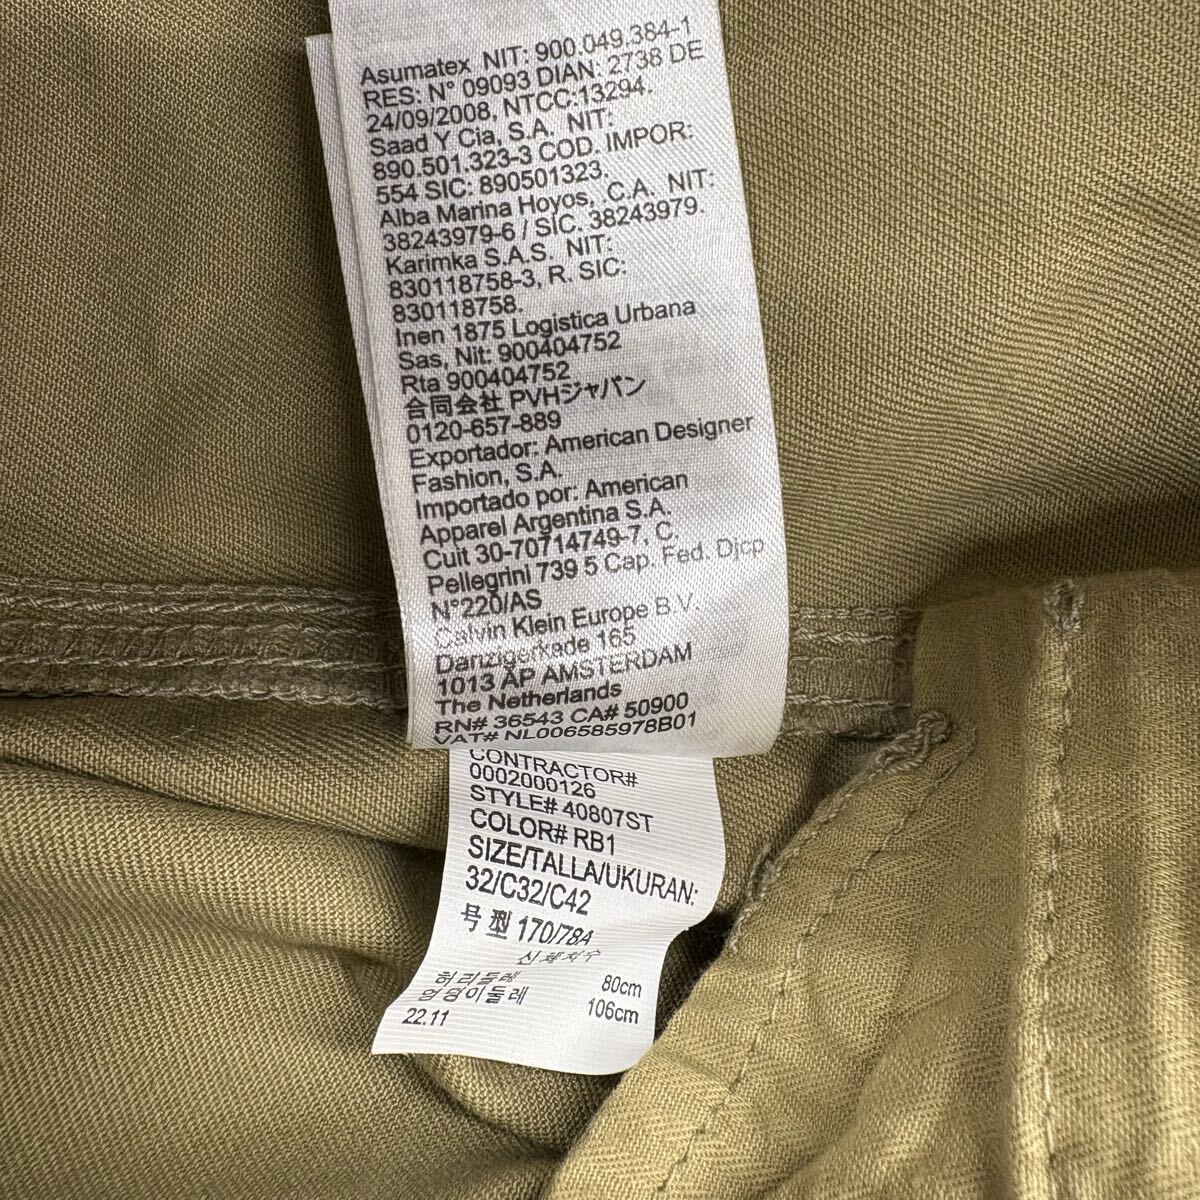 Asumatex NIT: 900.049.384-1
RES: N° 09093 DIAN: 2738 DE
24/09/2008, NTCC:13294.
Saad Y Cia, S.A. NIT:
890.501.323-3 COD. IMPOR:
554 SIC: 890501323.
Alba Marina Hoyos, .C.A. NIT:
38243979-6 / SIC. 38243979.
Karimka S.A.S. NIT:
830118758-3, R. SIC:
830118758.
Inen 1875 Logistica Urbana
Sas, Nit: 900404752
Rta 900404752
合同会社 PVHジャパン
0120-657-889
Exportador: American Designer
Fashion, S.A.
Importado por: American
Apparel Argentina S.A.
Cuit 30-70714749-7, C.
Pellegrini 739 5 Cap. Fed. Djcp
N°220/AS
Calvin Klein Europe B.V.
Danzigerkade 165
1013 AP AMSTERDAM
The Netherlands
RN# 36543 CA# 50900
VAT# NL006585978B01
CONTRACTOR#
0002000126
STYLE# 40807ST
COLOR# RB1
SIZE/TALLA/UKURAN:
32/C32/C42
号型 170/78A
신체치수
허리둘레 80cm
엉덩이둘레 106cm
22.11